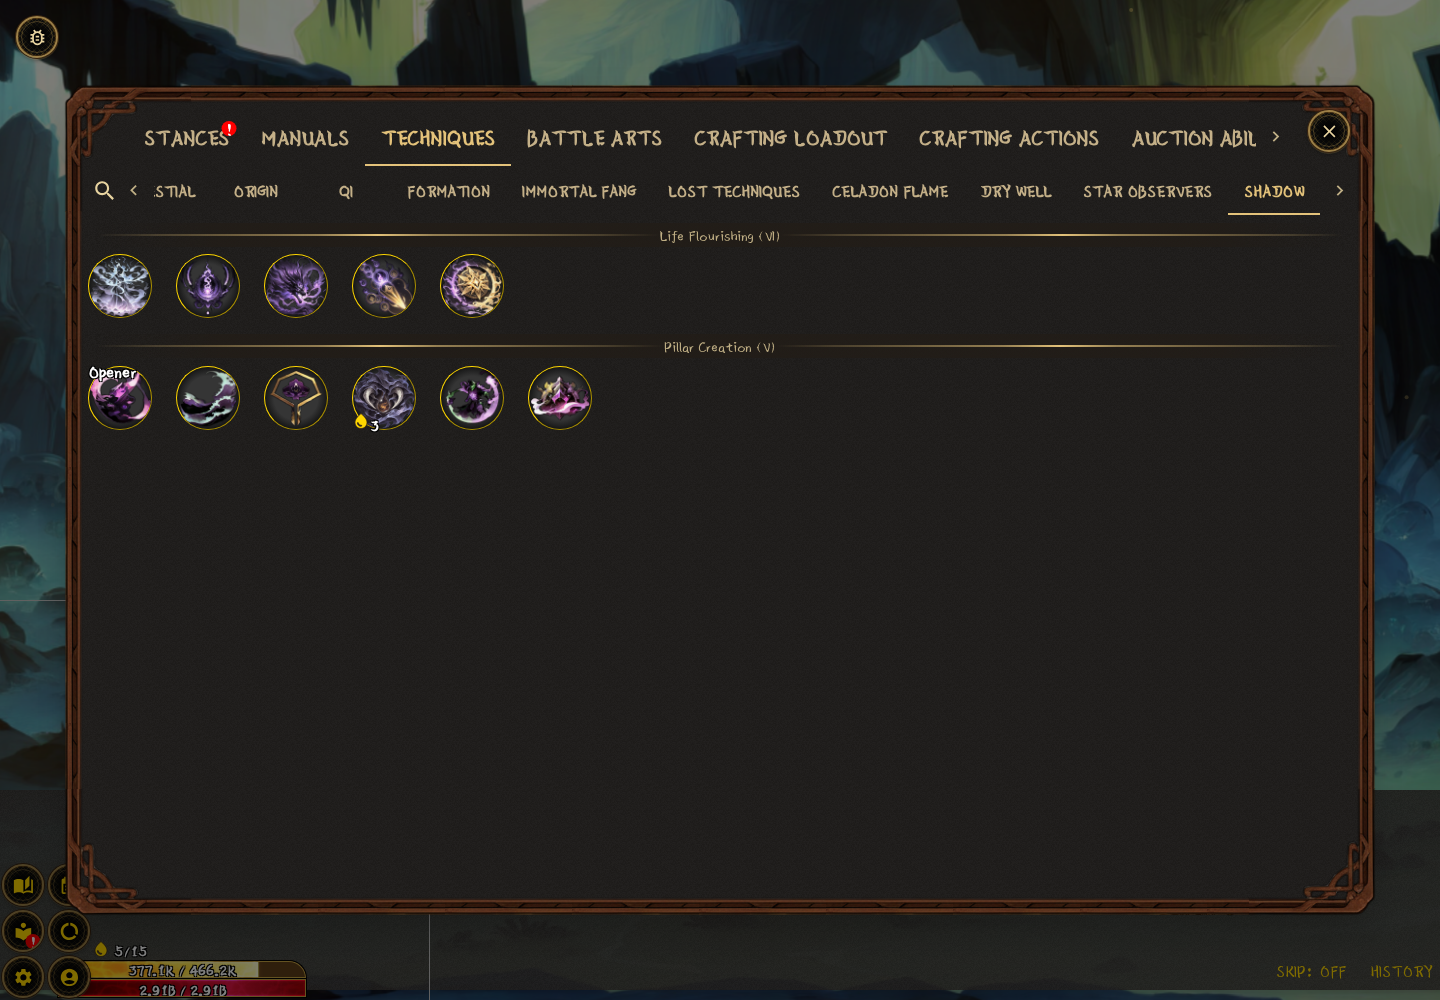 STANCES MANUALS TECHNIQUES BATTLE ARTS CRAFTING LOADOUT CRAFTING ACTIONS AUCTION ABIL
STIAL ORIGIN QI FORMATION IMMORTAL FANG LOST TECHNIQUES CELADON FLAME DRY WELL STAR OBSERVERS SHADOW
Life Flourishing (VI)
Pillar Creation (V)
Opener
3
5/15
377.1K / 466.2K
2.91B / 2.91B
SKIP: OFF HISTORY